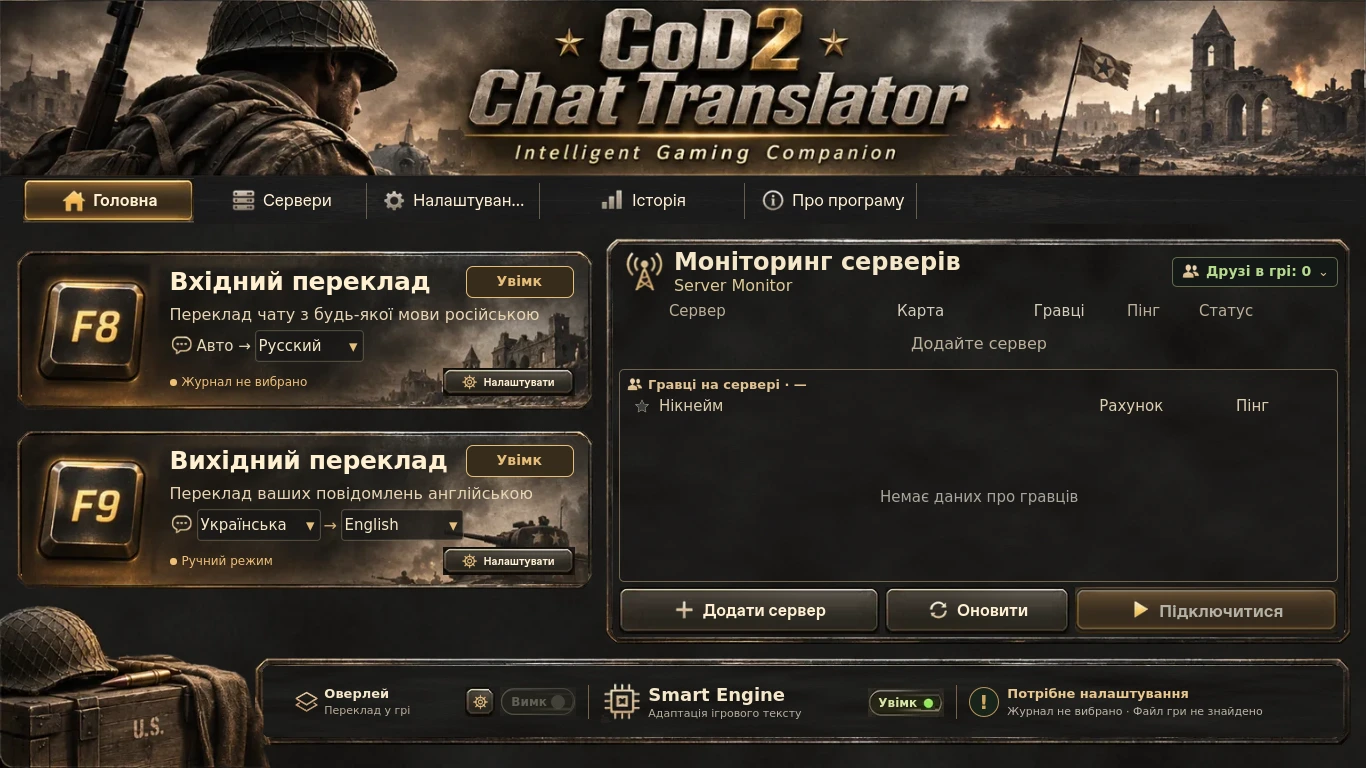 CoD2
Chat Translator
Intelligent Gaming Companion
Головна
Сервери
Налаштуван...
Історія
Про програму
F8
Вхідний переклад
Увімк
Переклад чату з будь-якої мови російською
Авто → Русский ▾
Журнал не вибрано
Налаштувати
F9
Вихідний переклад
Увімк
Переклад ваших повідомлень англійською
Українська ▾ → English ▾
Ручний режим
Налаштувати
Моніторинг серверів
Server Monitor
Друзі в грі: 0
Сервер Карта Гравці Пінг Статус
Додайте сервер
Гравці на сервері · —
Нікнейм Рахунок Пінг
Немає даних про гравців
Додати сервер
Оновити
Підключитися
U.S.
Оверлей
Переклад у грі
Вимк
Smart Engine
Адаптація ігрового тексту
Увімк
!
Потрібне налаштування
Журнал не вибрано · Файл гри не знайдено